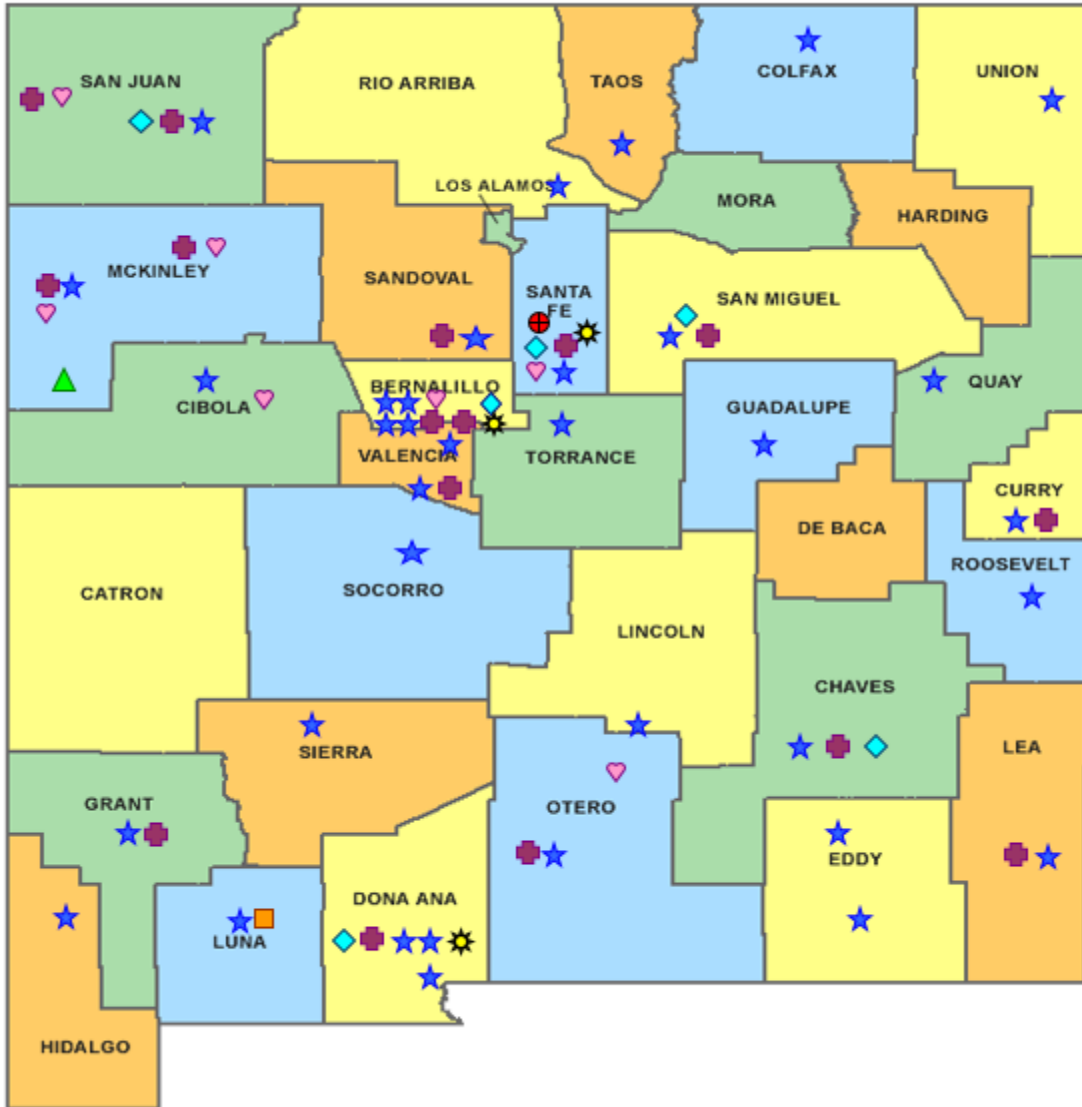 COLFAX
UNION
SAN JUAN
RIO ARRIBA
TAOS
LOS ALAMOS
MORA
HARDING
MCKINLEY
SANDOVAL
SANTA
FE
SAN MIGUEL
CIBOLA
BERNALILLO
QUAY
GUADALUPE
VALENCIA
TORRANCE
CURRY
DE BACA
ROOSEVELT
CATRON
SOCORRO
LINCOLN
CHAVES
SIERRA
LEA
GRANT
OTERO
EDDY
DONA ANA
LUNA
HIDALGO